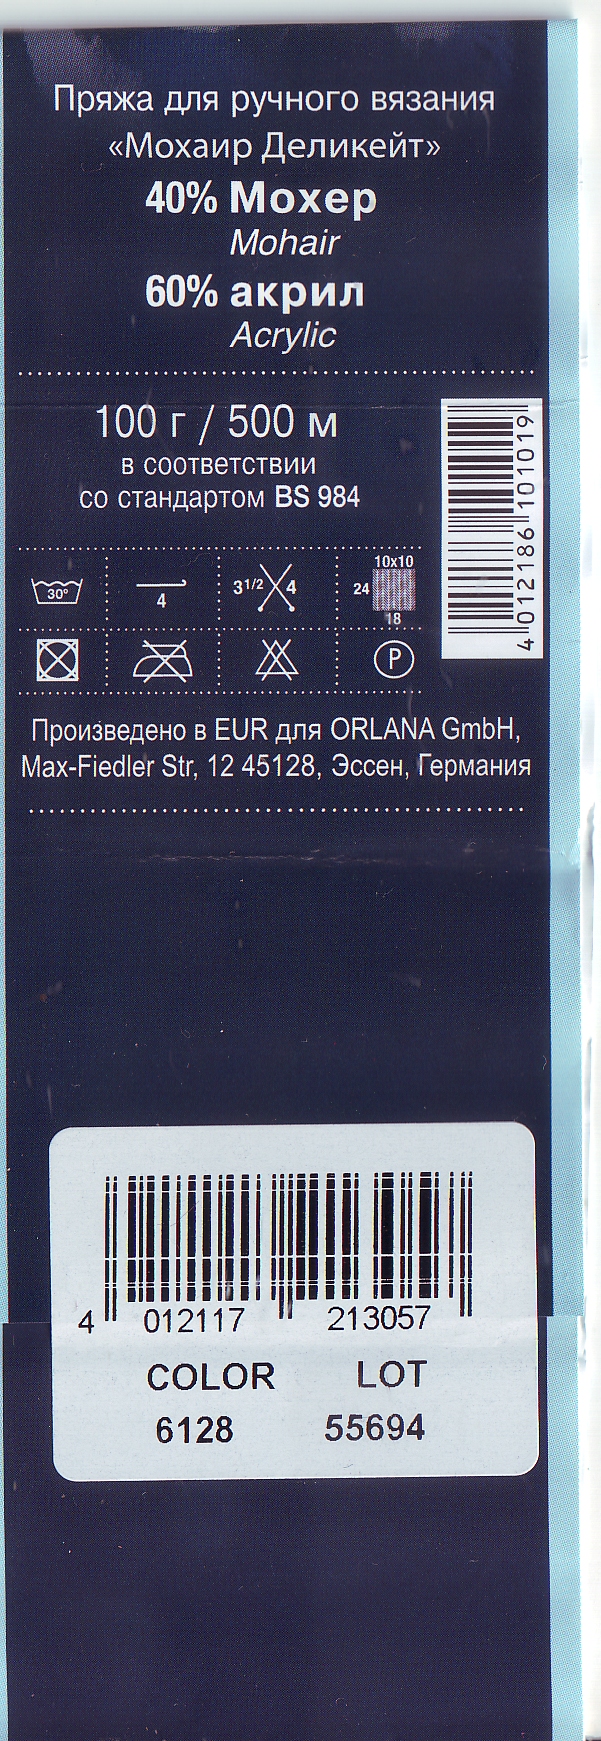 Пряжа для ручного вязания
«Мохаир Деликейт»
40% Мохер
Mohair
60% акрил
Acrylic
100 г / 500 м
в соответствии
со стандартом BS 984
4 012186 101019
30°
4
3 1/2 4
10x10
24
18
P
Произведено в EUR для ORLANA GmbH,
Max-Fiedler Str, 12 45128, Эссен, Германия
4 012117 213057
COLOR LOT
6128 55694